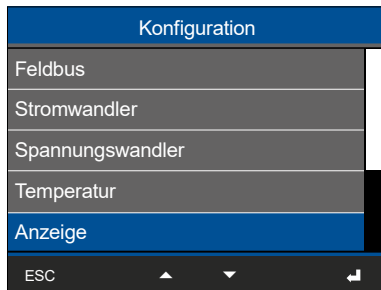 Konfiguration
Feldbus
Stromwandler
Spannungswandler
Temperatur
Anzeige
ESC